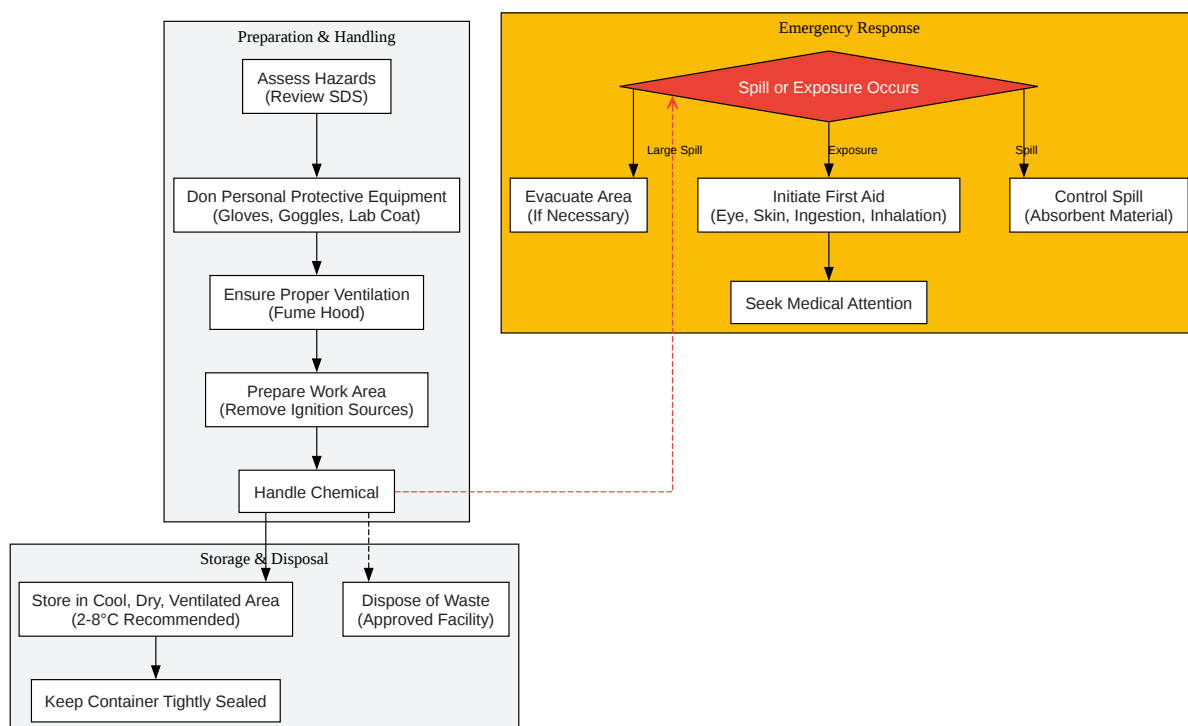 Preparation & Handling
Assess Hazards
(Review SDS)
Don Personal Protective Equipment
(Gloves, Goggles, Lab Coat)
Ensure Proper Ventilation
(Fume Hood)
Prepare Work Area
(Remove Ignition Sources)
Handle Chemical
Emergency Response
Spill or Exposure Occurs
Large Spill
Exposure
Spill
Evacuate Area
(If Necessary)
Initiate First Aid
(Eye, Skin, Ingestion, Inhalation)
Control Spill
(Absorbent Material)
Seek Medical Attention
Storage & Disposal
Store in Cool, Dry, Ventilated Area
(2-8°C Recommended)
Dispose of Waste
(Approved Facility)
Keep Container Tightly Sealed